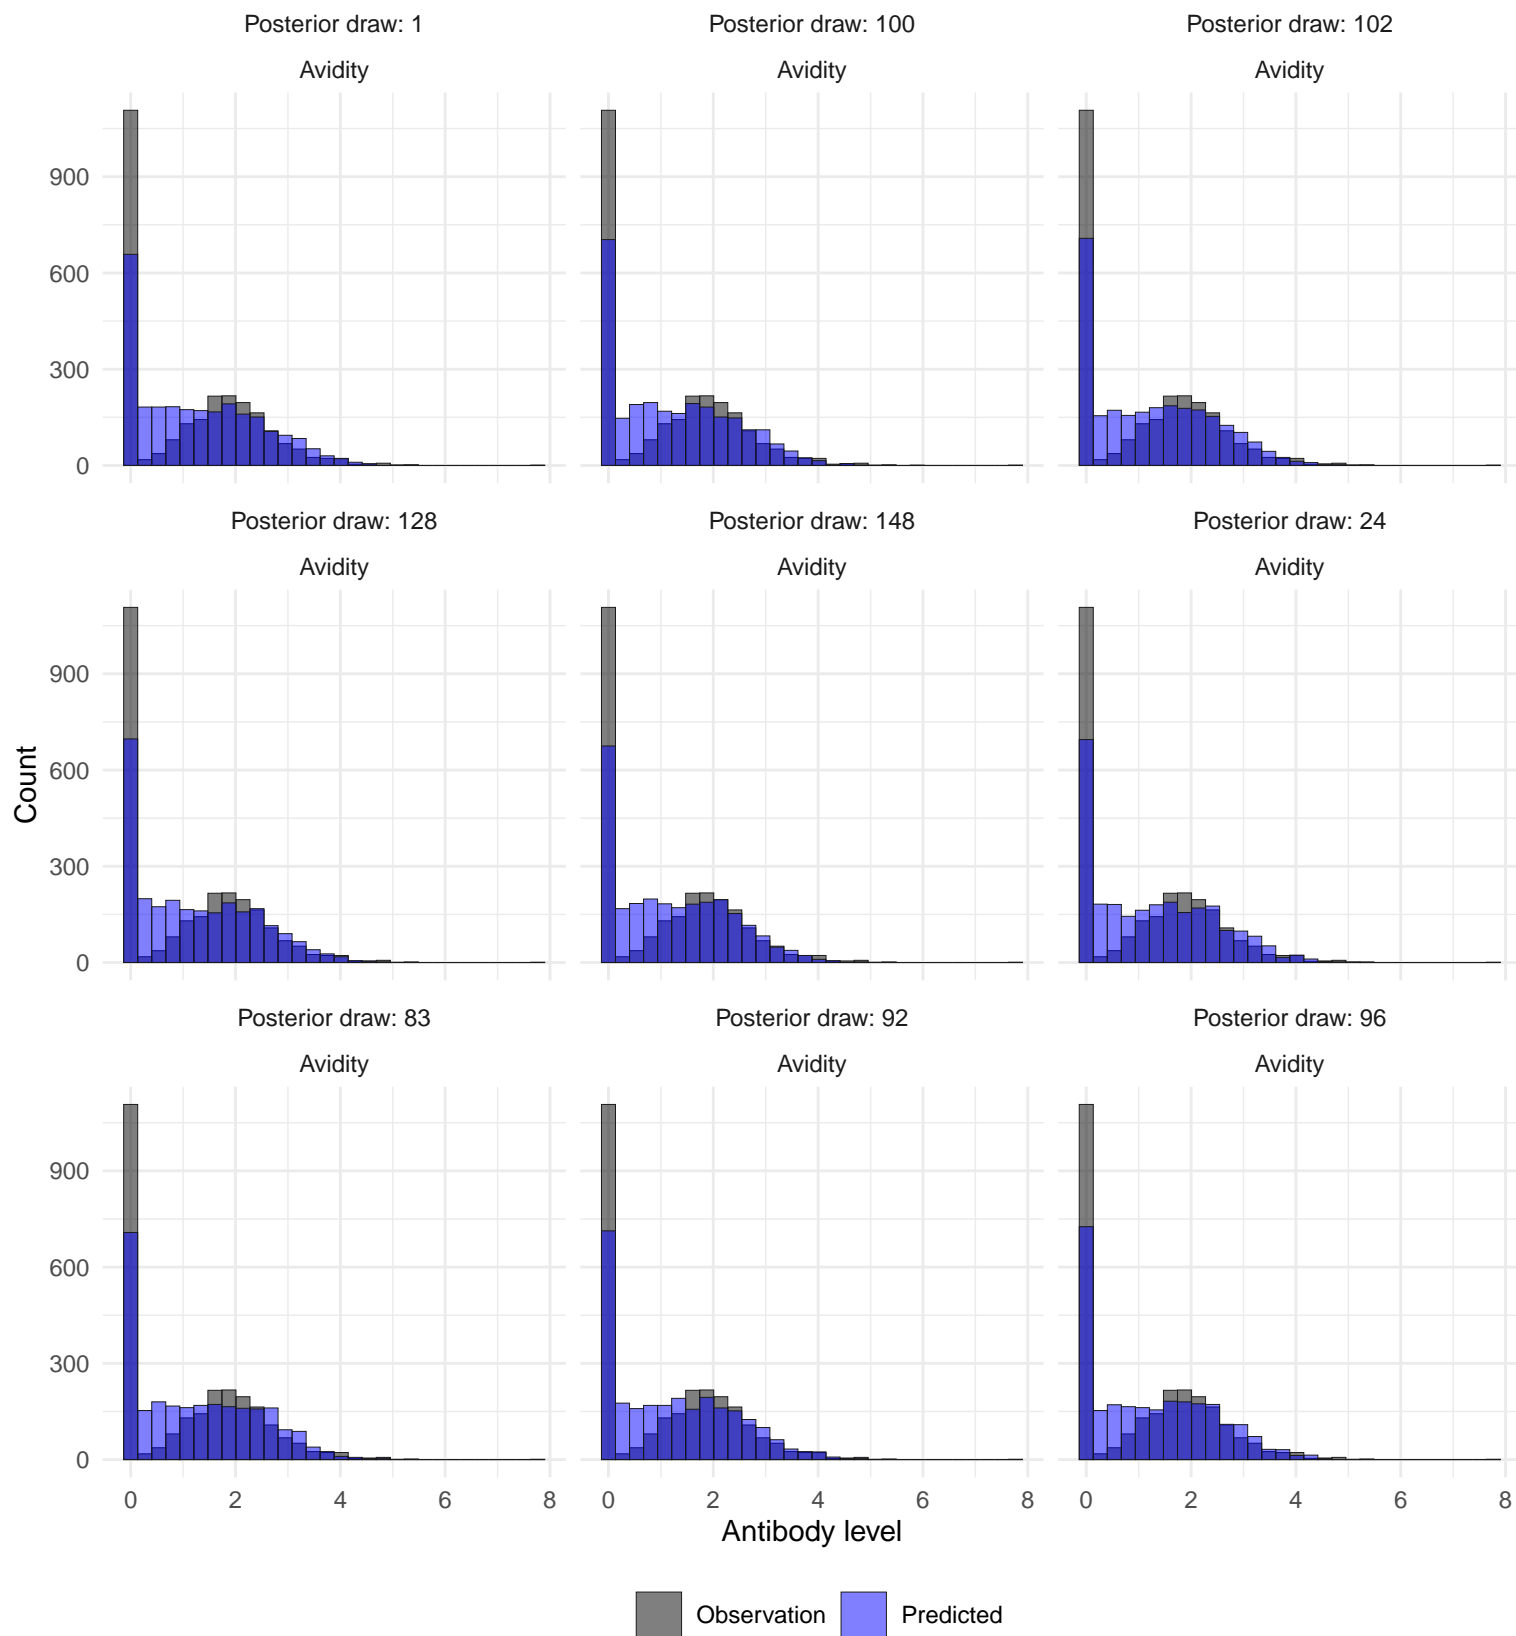 Posterior draw: 1 Posterior draw: 100 Posterior draw: 102
Avidity Avidity Avidity
900
600
300
0
Posterior draw: 128 Posterior draw: 148 Posterior draw: 24
Avidity Avidity Avidity
900
600
300
0
Count
Posterior draw: 83 Posterior draw: 92 Posterior draw: 96
Avidity Avidity Avidity
900
600
300
0
0 2 4 6 8 0 2 4 6 8 0 2 4 6 8
Antibody level
Observation Predicted